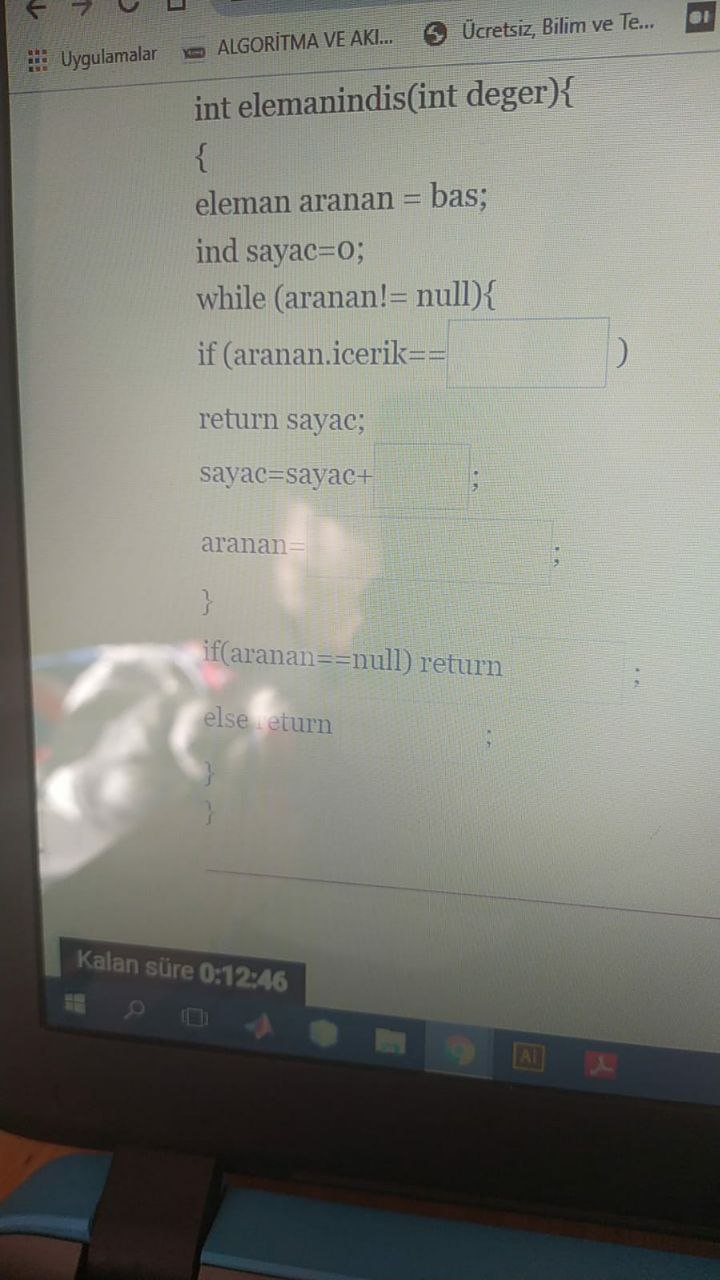 Uygulamalar ALGORİTMA VE AKI... Ücretsiz, Bilim ve Te...
int elemanindis(int deger){
{
eleman aranan = bas;
ind sayac=0;
while (aranan!= null){
if (aranan.icerik== )
return sayac;
sayac=sayac+ ;
aranan= ;
}
if(aranan==null) return ;
else return ;
}
}
Kalan süre 0:12:46
Ai